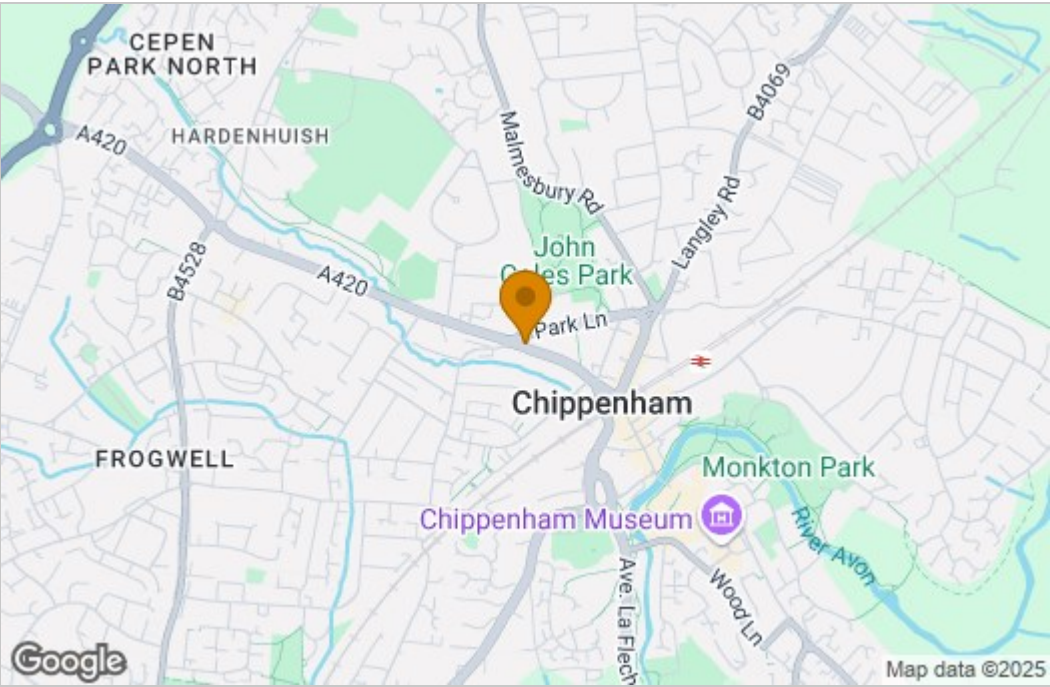 CEPEN
PARK NORTH
A420
HARDENHUISH
Malmesbury Rd
B4069
Langley Rd
John
Coles Park
B4528
A420
Park Ln
Chippenham
FROGWELL
Monkton Park
Chippenham Museum
River Avon
Ave. La Flech
Wood Ln
Google
Map data ©2025